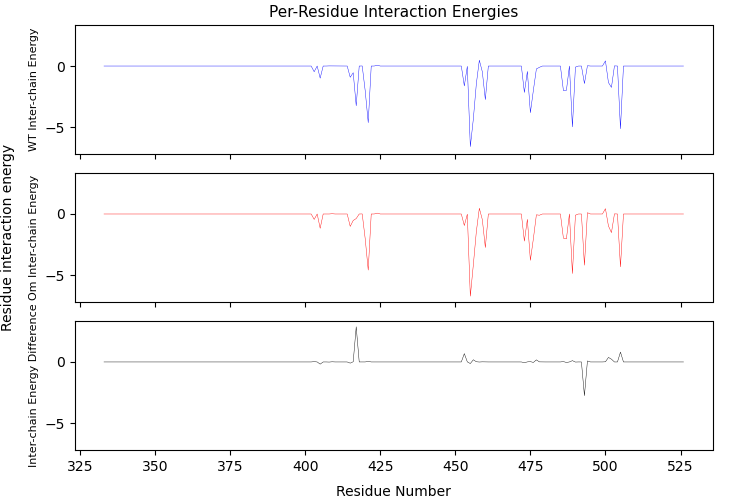 Per-Residue Interaction Energies
WT Inter-chain Energy
0
−5
Om Inter-chain Energy
0
−5
Inter-chain Energy Difference
0
−5
325 350 375 400 425 450 475 500 525
Residue Number
Residue interaction energy